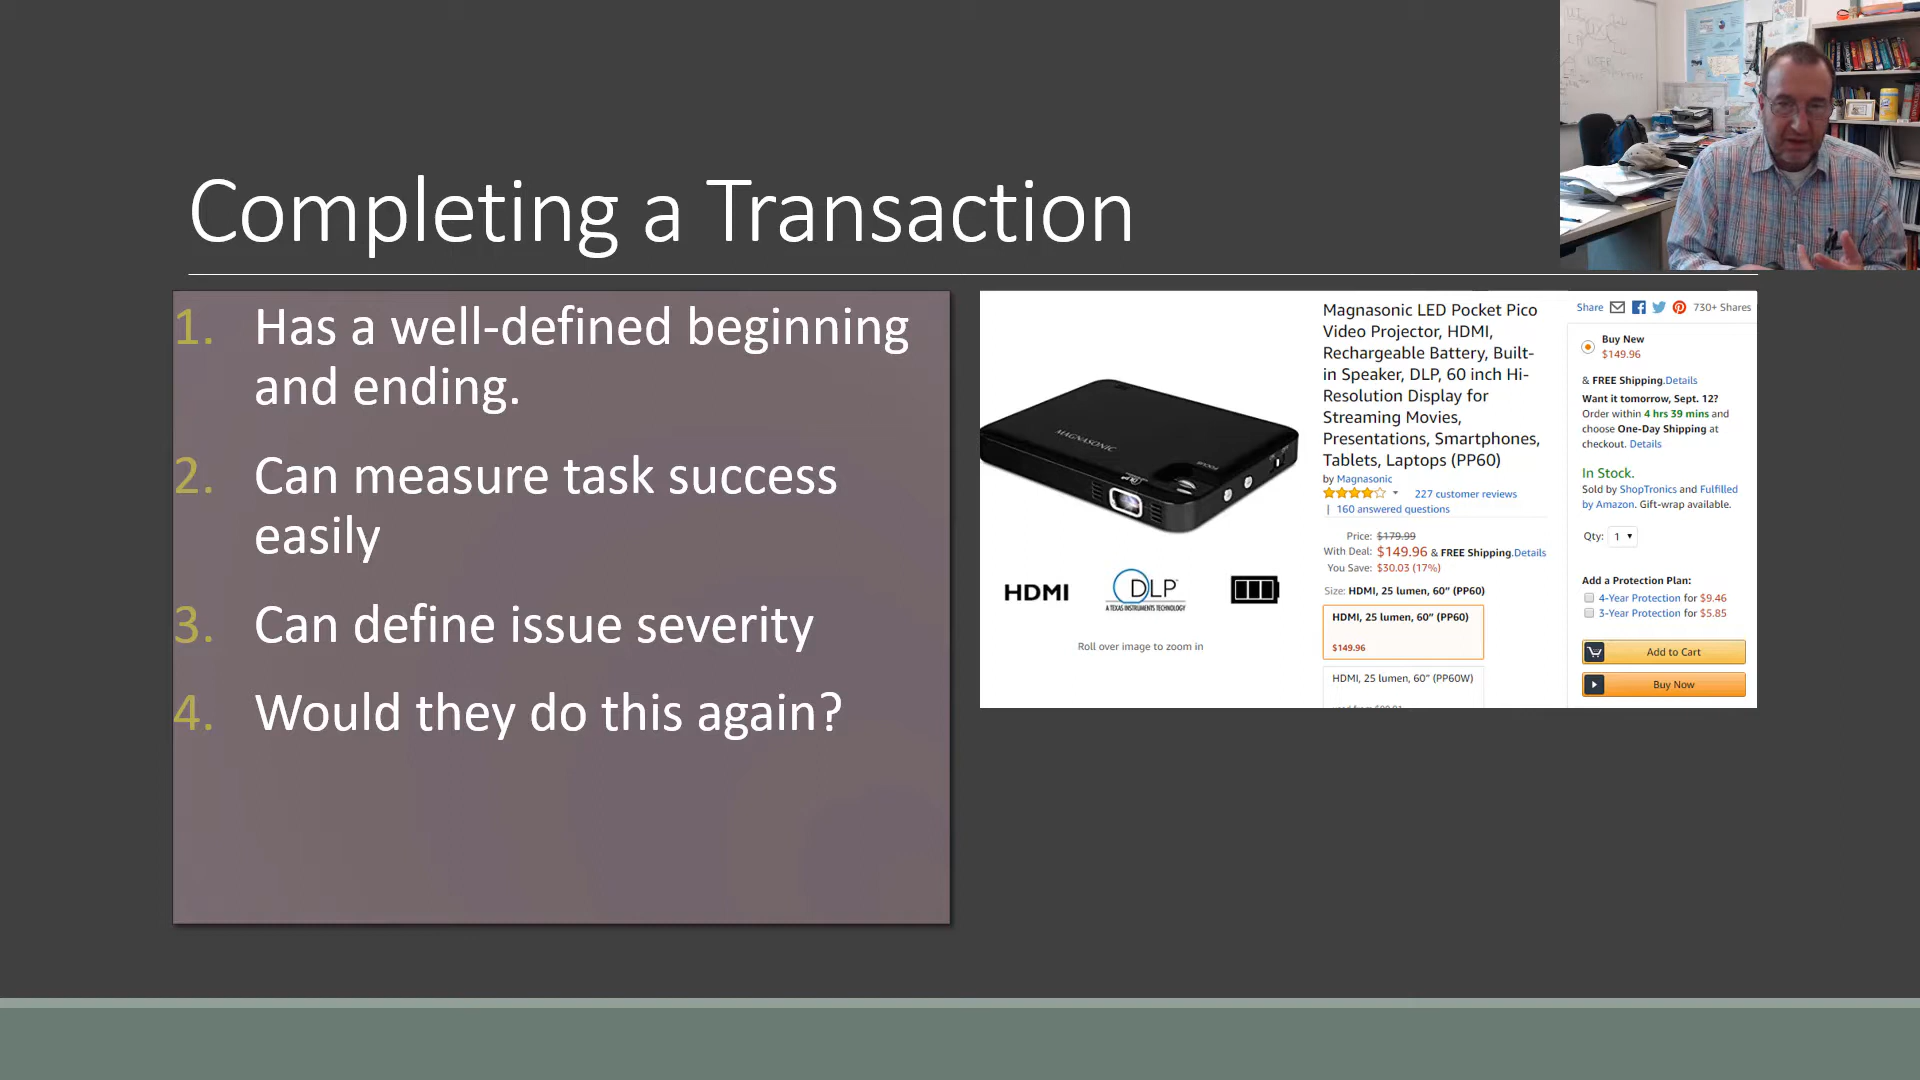 Completing a Transaction
1. Has a well-defined beginning
and ending.
2. Can measure task success
easily
3. Can define issue severity
4. Would they do this again?
MAGNASONIC
HDMI
DLP
A TEXAS INSTRUMENTS TECHNOLOGY
Roll over image to zoom in
Magnasonic LED Pocket Pico
Video Projector, HDMI,
Rechargeable Battery, Built-
in Speaker, DLP, 60 inch Hi-
Resolution Display for
Streaming Movies,
Presentations, Smartphones,
Tablets, Laptops (PP60)
by Magnasonic
227 customer reviews
| 160 answered questions
Price: $179.99
With Deal: $149.96 & FREE Shipping.Details
You Save: $30.03 (17%)
Size: HDMI, 25 lumen, 60" (PP60)
HDMI, 25 lumen, 60" (PP60)
$149.96
HDMI, 25 lumen, 60" (PP60W)
Share 730+ Shares
Buy New
$149.96
& FREE Shipping.Details
Want it tomorrow, Sept. 12?
Order within 4 hrs 39 mins and
choose One-Day Shipping at
checkout. Details
In Stock.
Sold by ShopTronics and Fulfilled
by Amazon. Gift-wrap available.
Qty: 1
Add a Protection Plan:
4-Year Protection for $9.46
3-Year Protection for $5.85
Add to Cart
Buy Now